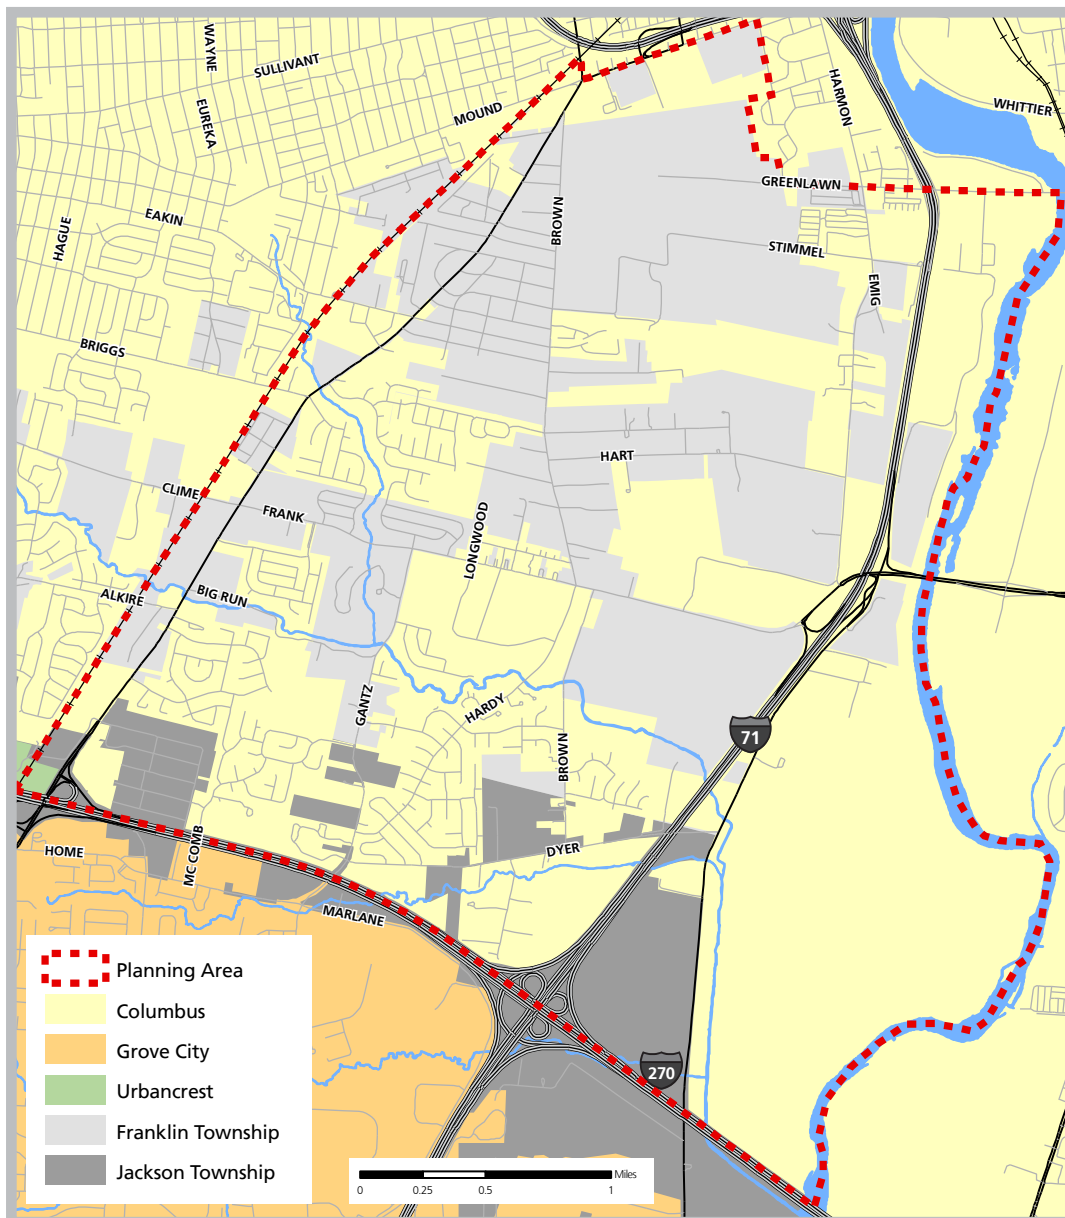 WAYNE
SULLIVANT
EUREKA
MOUND
HARMON
WHITTIER
GREENLAWN
BROWN
EAKIN
HAGUE
STIMMEL
EMIG
BRIGGS
HART
CLIME
FRANK
LONGWOOD
ALKIRE
BIG RUN
GANTZ
HARDY
71
BROWN
HOME
MC COMB
DYER
MARLANE
270
Planning Area
Columbus
Grove City
Urbancrest
Franklin Township
Jackson Township
Miles
0 0.25 0.5 1